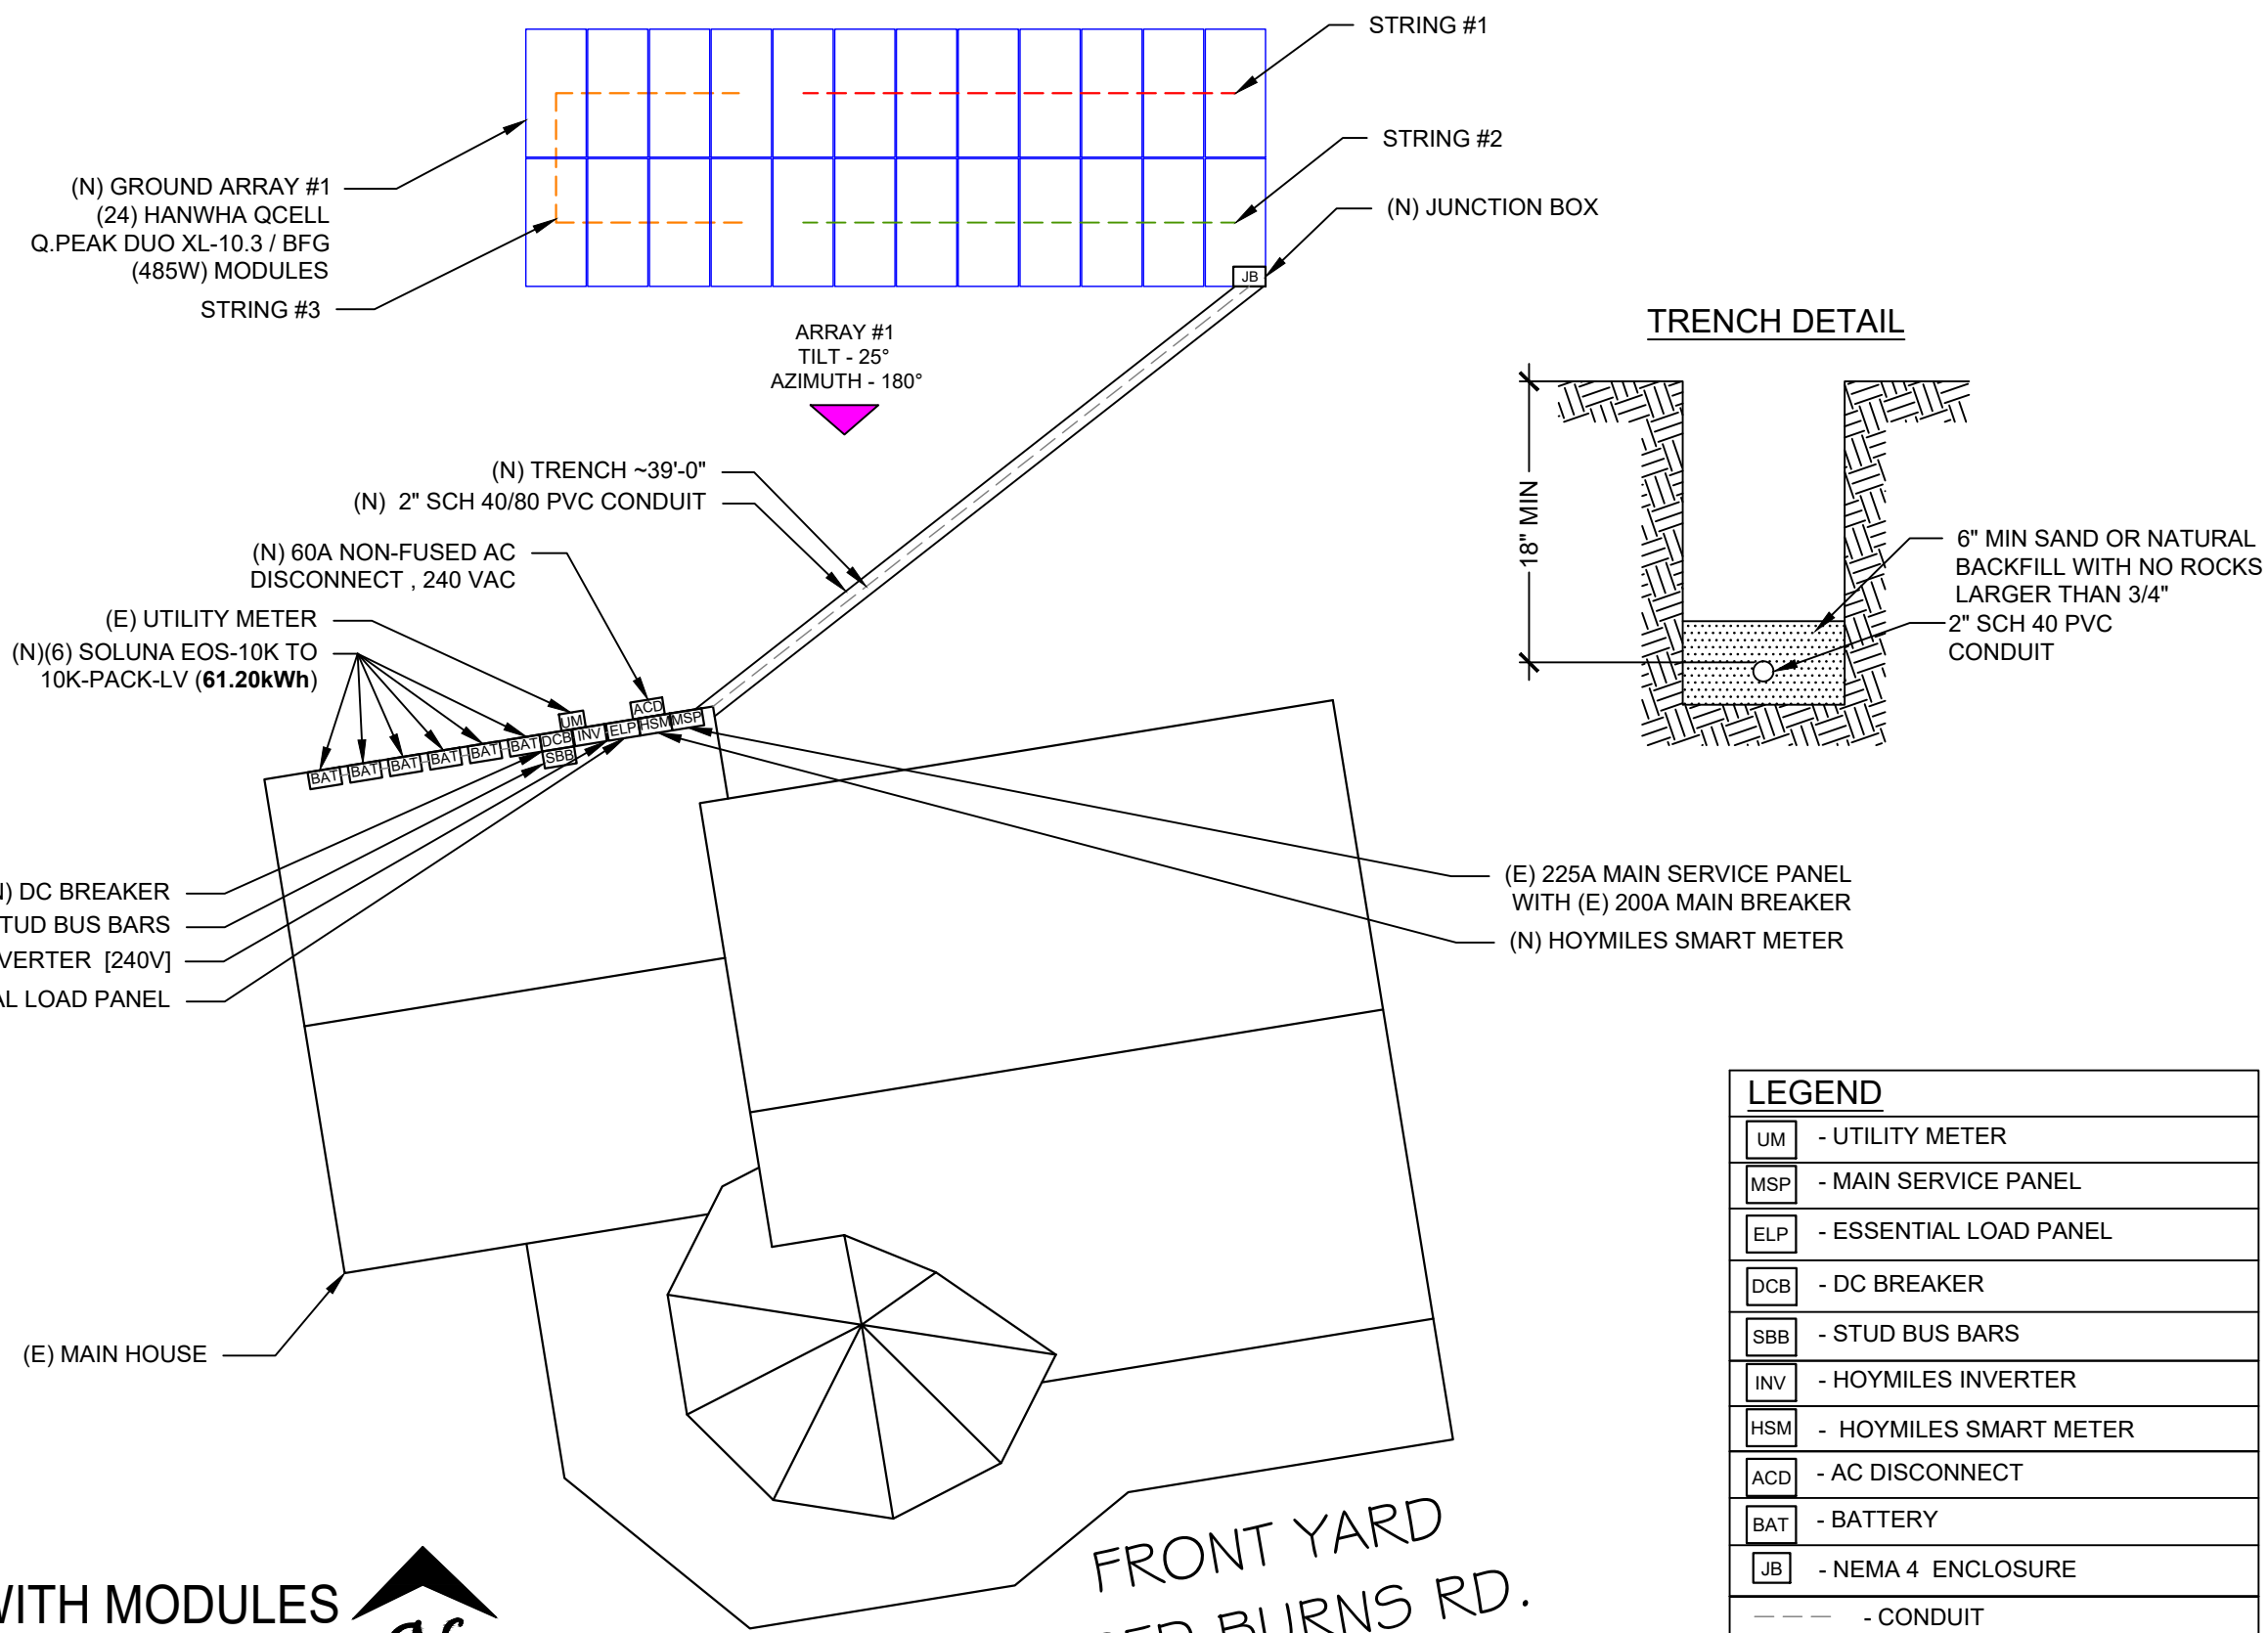 STRING #1
STRING #2
(N) JUNCTION BOX
(N) GROUND ARRAY #1
(24) HANWHA QCELL
Q.PEAK DUO XL-10.3 / BFG
(485W) MODULES
STRING #3
JB
ARRAY #1
TILT - 25°
AZIMUTH - 180°
TRENCH DETAIL
18" MIN
6" MIN SAND OR NATURAL
BACKFILL WITH NO ROCKS
LARGER THAN 3/4"
2" SCH 40 PVC
CONDUIT
(N) TRENCH ~39'-0"
(N) 2" SCH 40/80 PVC CONDUIT
(N) 60A NON-FUSED AC
DISCONNECT , 240 VAC
(E) UTILITY METER
(N)(6) SOLUNA EOS-10K TO
10K-PACK-LV (61.20kWh)
BAT BAT BAT BAT BAT BAT DCB INV ELP HSM MSP
UM
ACD
SBB
) DC BREAKER
TUD BUS BARS
VERTER [240V]
AL LOAD PANEL
(E) 225A MAIN SERVICE PANEL
WITH (E) 200A MAIN BREAKER
(N) HOYMILES SMART METER
(E) MAIN HOUSE
LEGEND
UM - UTILITY METER
MSP - MAIN SERVICE PANEL
ELP - ESSENTIAL LOAD PANEL
DCB - DC BREAKER
SBB - STUD BUS BARS
INV - HOYMILES INVERTER
HSM - HOYMILES SMART METER
ACD - AC DISCONNECT
BAT - BATTERY
JB - NEMA 4 ENCLOSURE
- CONDUIT
FRONT YARD
BURNS RD.
WITH MODULES